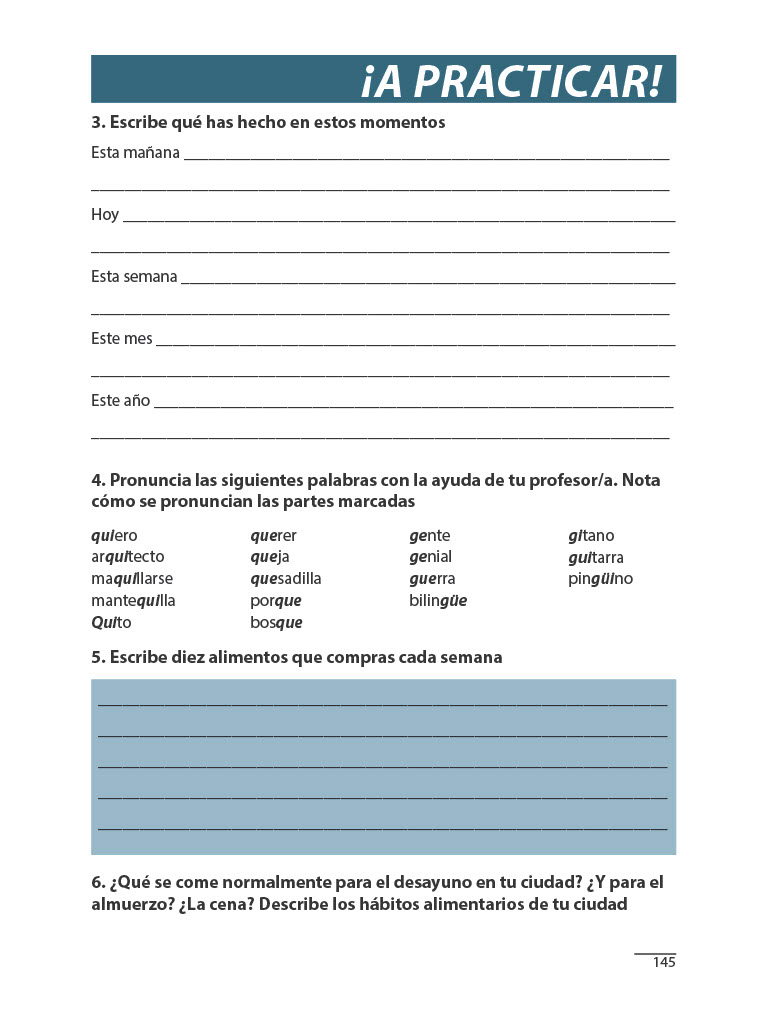 ¡A PRACTICAR!
3. Escribe qué has hecho en estos momentos
Esta mañana ____________________________________________________________
________________________________________________________________________
Hoy ____________________________________________________________________
________________________________________________________________________
Esta semana ____________________________________________________________
________________________________________________________________________
Este mes _______________________________________________________________
________________________________________________________________________
Este año _______________________________________________________________
________________________________________________________________________
4. Pronuncia las siguientes palabras con la ayuda de tu profesor/a. Nota
cómo se pronuncian las partes marcadas
quiero querer gente gitano
arquitecto queja genial guitarra
maquillarse quesadilla guerra pingüino
mantequilla porque bilingüe
Quito bosque
5. Escribe diez alimentos que compras cada semana
________________________________________________________________________
________________________________________________________________________
________________________________________________________________________
________________________________________________________________________
________________________________________________________________________
6. ¿Qué se come normalmente para el desayuno en tu ciudad? ¿Y para el
almuerzo? ¿La cena? Describe los hábitos alimentarios de tu ciudad
145